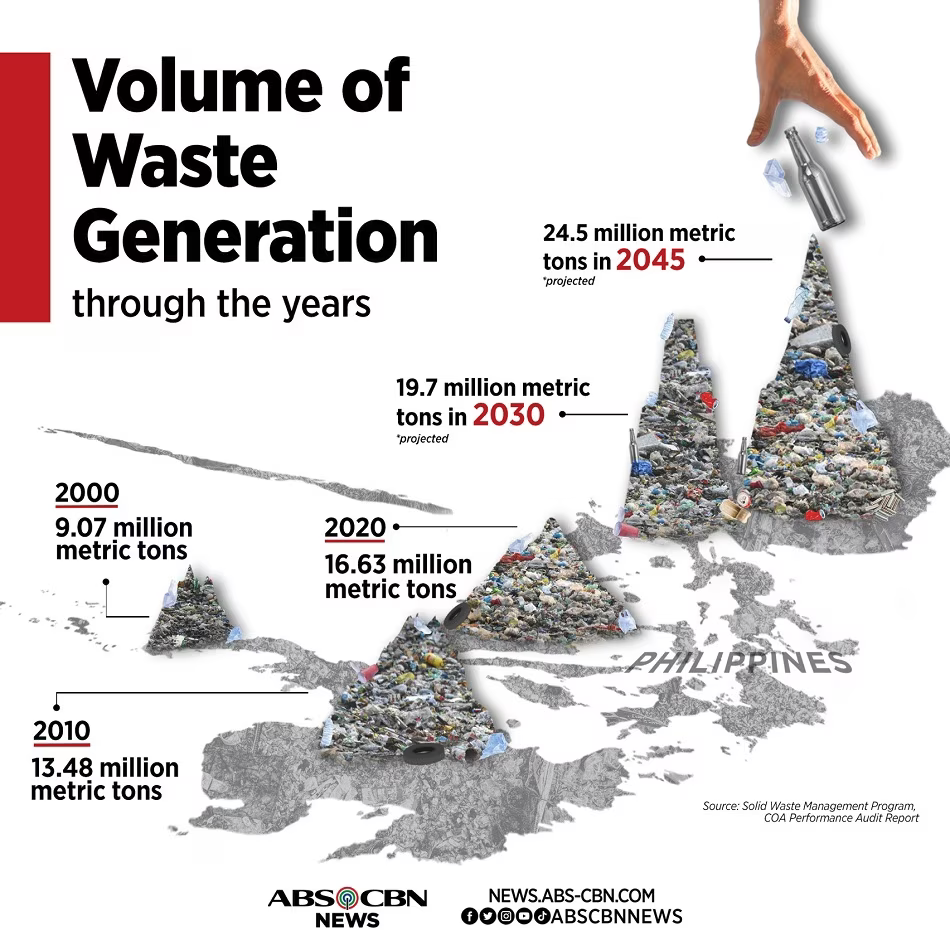 Volume of
Waste
Generation
through the years
24.5 million metric
tons in 2045
*projected
19.7 million metric
tons in 2030
*projected
2000
9.07 million
metric tons
2020
16.63 million
metric tons
PHILIPPINES
2010
13.48 million
metric tons
Source: Solid Waste Management Program,
COA Performance Audit Report
ABS CBN
NEWS
NEWS.ABS-CBN.COM
ABSCBNNEWS